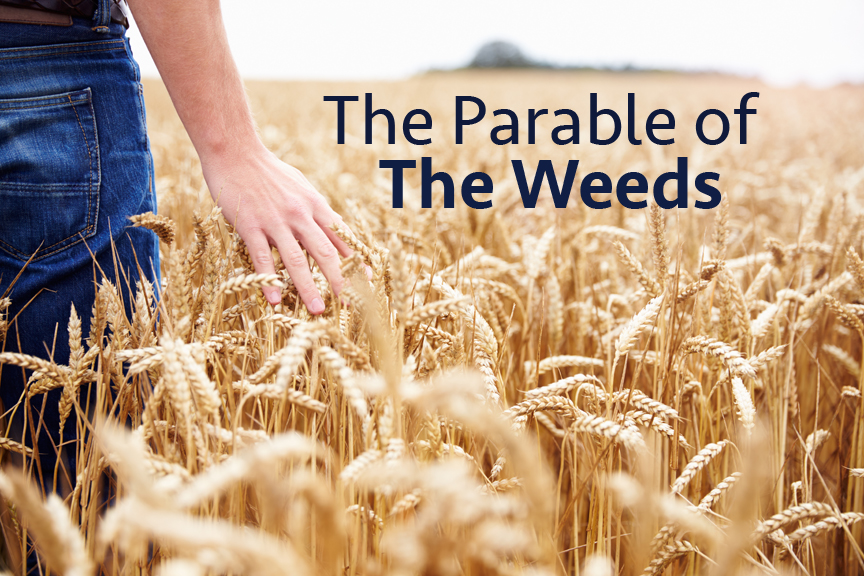 The Parable of
The Weeds